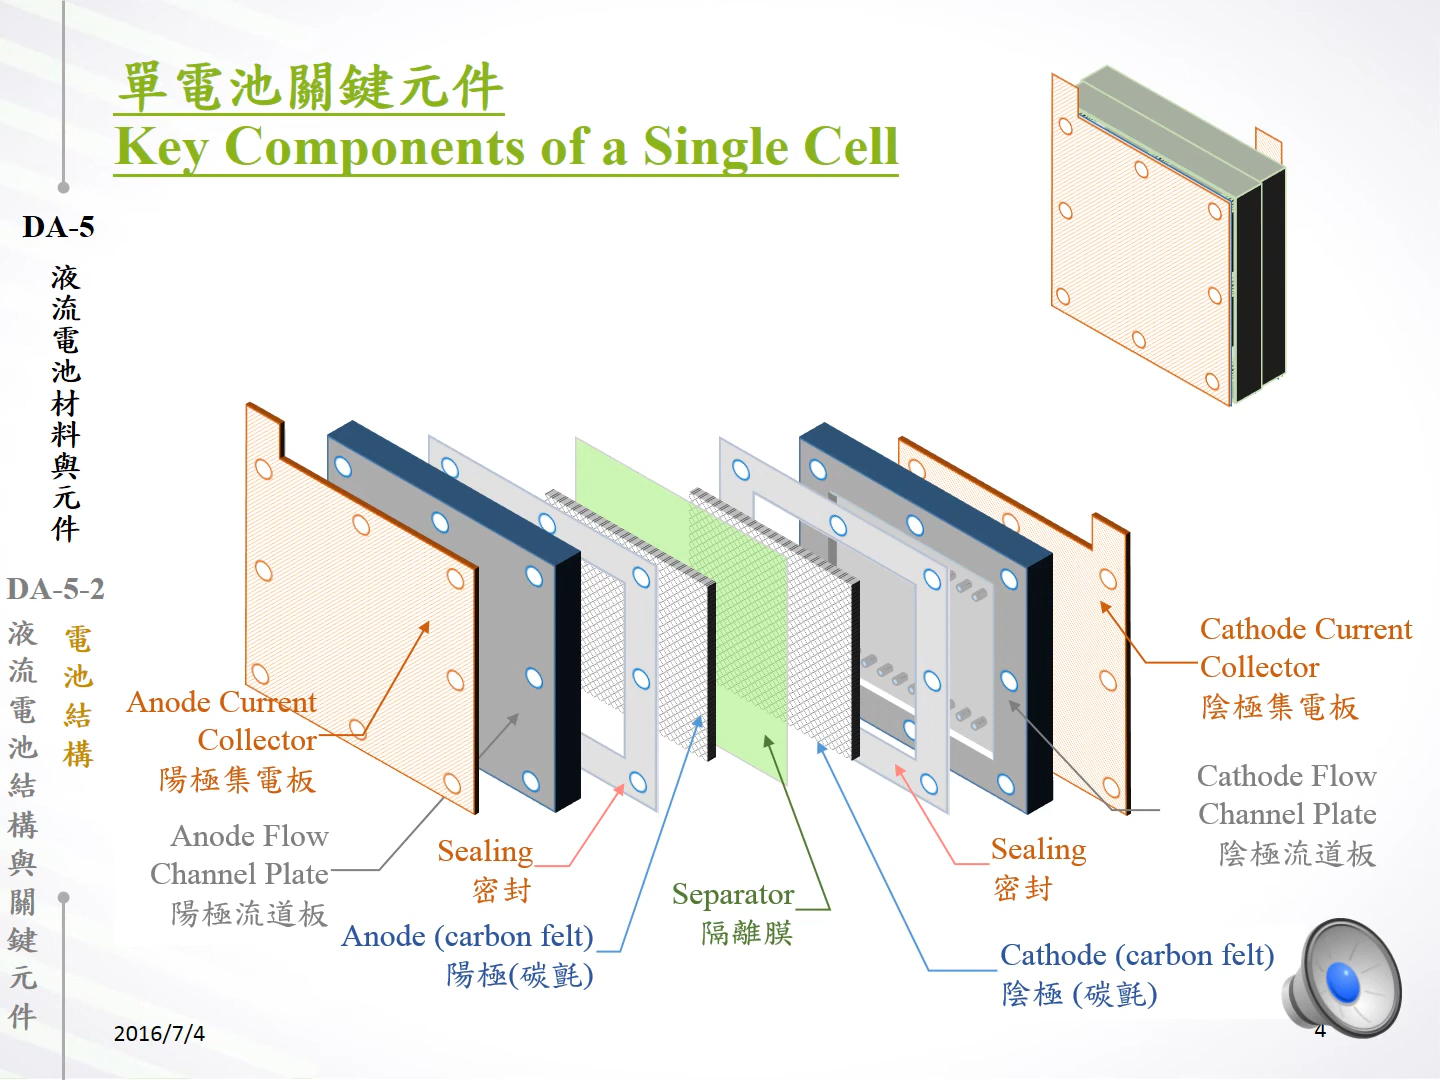 單電池關鍵元件
Key Components of a Single Cell
DA-5
液流電池材料與元件
DA-5-2
液流電池結構與關鍵元件
電池結構
Anode Current
Collector
陽極集電板
Anode Flow
Channel Plate
陽極流道板
Sealing
密封
Anode (carbon felt)
陽極(碳氈)
Separator
隔離膜
Cathode (carbon felt)
陰極 (碳氈)
Sealing
密封
Cathode Flow
Channel Plate
陰極流道板
Cathode Current
Collector
陰極集電板
2016/7/4
4